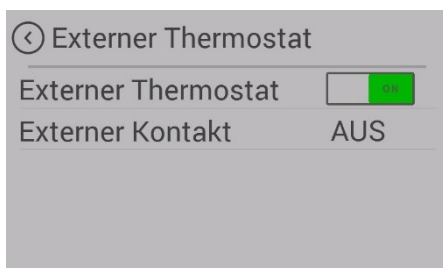 Externer Thermostat
Externer Thermostat ON
Externer Kontakt AUS